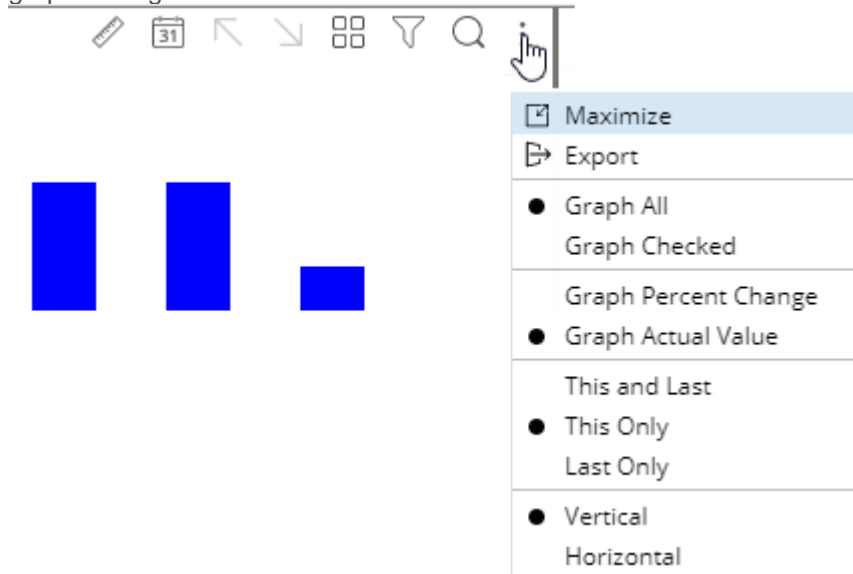 31
Maximize
Export
Graph All
Graph Checked
Graph Percent Change
Graph Actual Value
This and Last
This Only
Last Only
Vertical
Horizontal